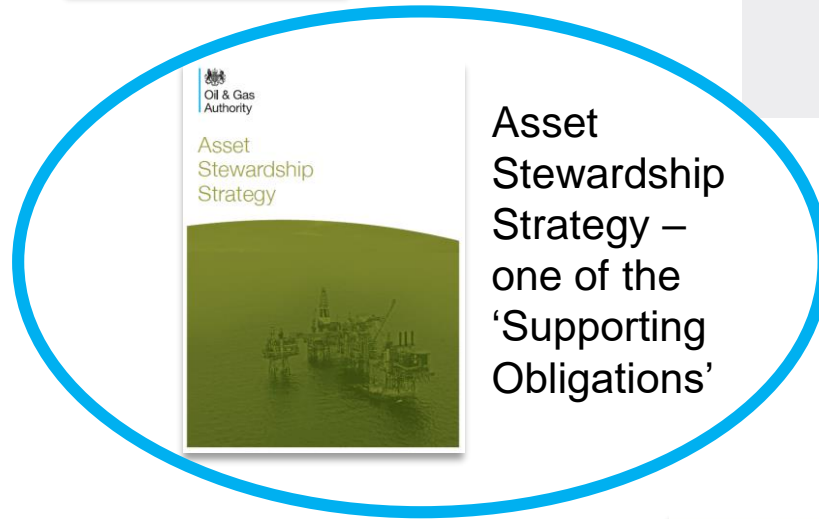 Oil & Gas
Authority
Asset
Stewardship
Strategy
Asset
Stewardship
Strategy –
one of the
‘Supporting
Obligations’